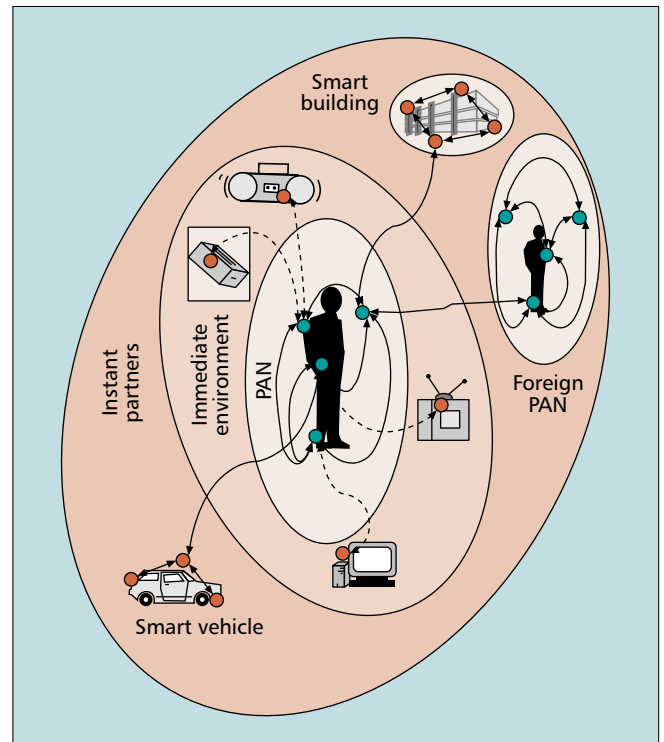 Smart
building
Instant
partners
Immediate
environment
PAN
Foreign
PAN
Smart vehicle